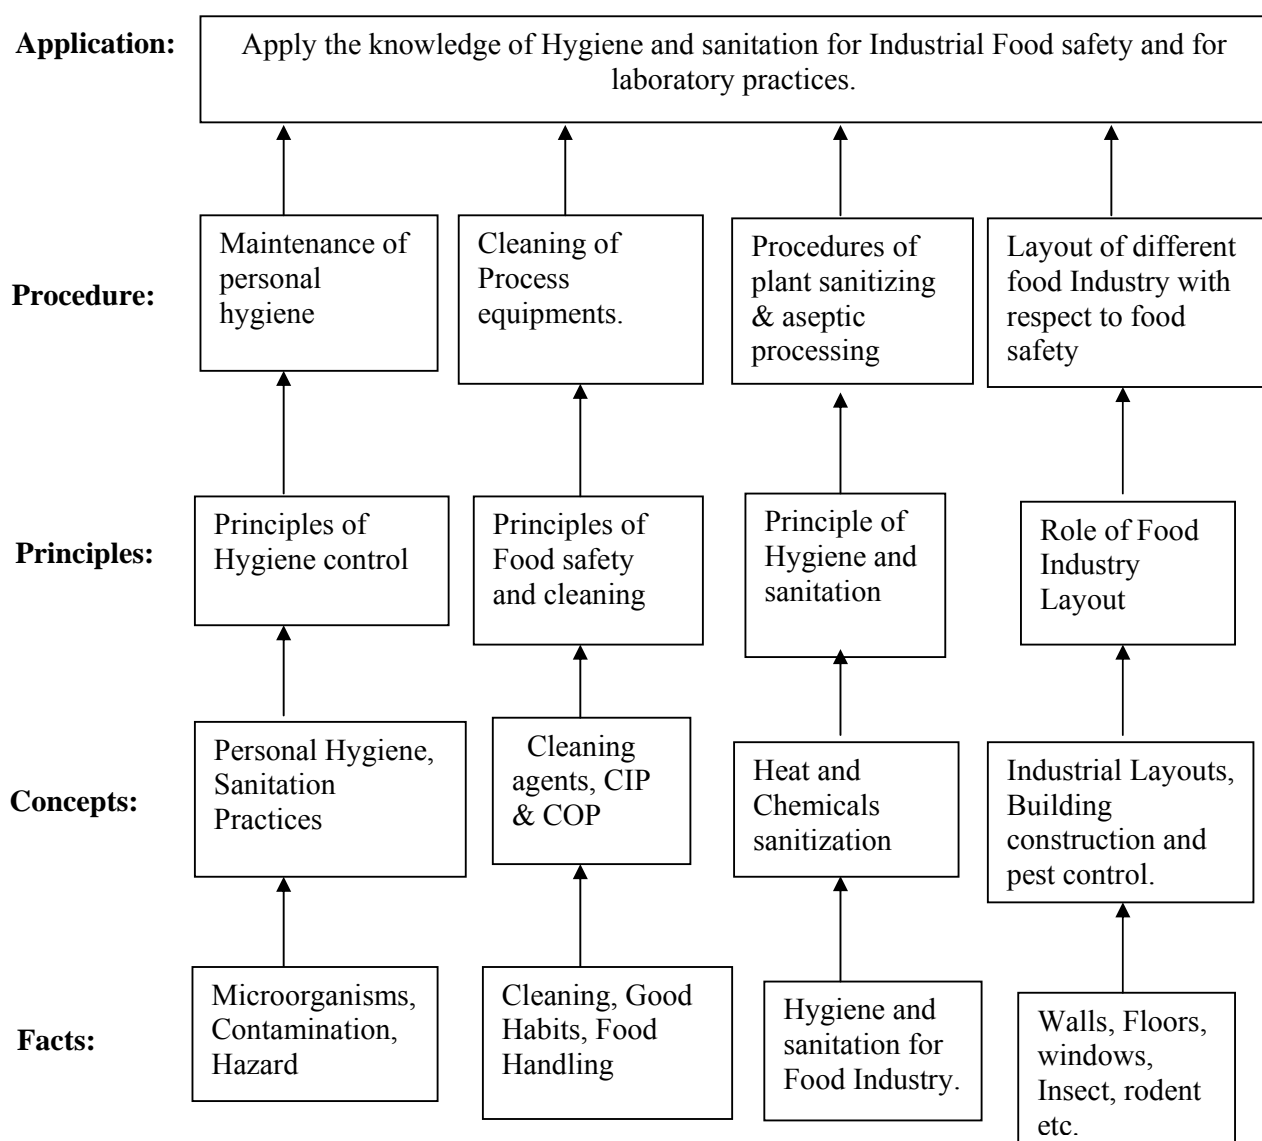 Application:
Apply the knowledge of Hygiene and sanitation for Industrial Food safety and for
laboratory practices.
Procedure:
Maintenance of
personal
hygiene
Cleaning of
Process
equipments.
Procedures of
plant sanitizing
& aseptic
processing
Layout of different
food Industry with
respect to food
safety
Principles:
Principles of
Hygiene control
Principles of
Food safety
and cleaning
Principle of
Hygiene and
sanitation
Role of Food
Industry
Layout
Concepts:
Personal Hygiene,
Sanitation
Practices
Cleaning
agents, CIP
& COP
Heat and
Chemicals
sanitization
Industrial Layouts,
Building
construction and
pest control.
Facts:
Microorganisms,
Contamination,
Hazard
Cleaning, Good
Habits, Food
Handling
Hygiene and
sanitation for
Food Industry.
Walls, Floors,
windows,
Insect, rodent
etc.